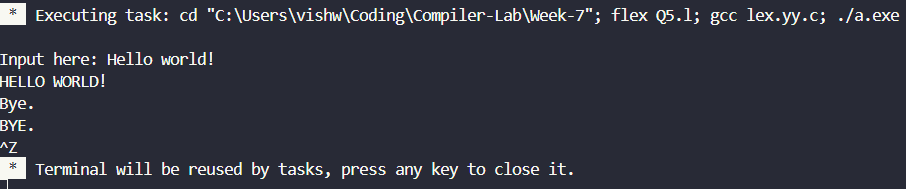 * Executing task: cd "C:\Users\vishw\Coding\Compiler-Lab\Week-7"; flex Q5.l; gcc lex.yy.c; ./a.exe
Input here: Hello world!
HELLO WORLD!
Bye.
BYE.
^Z
* Terminal will be reused by tasks, press any key to close it.